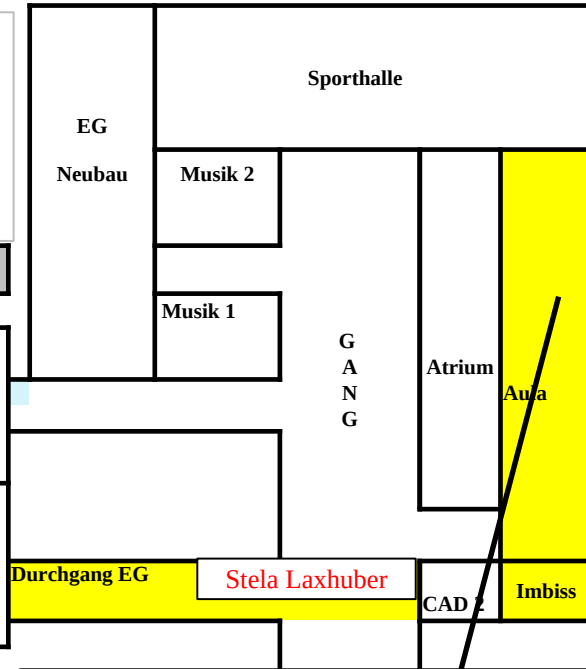 Sporthalle
EG
Neubau
Musik 2
Musik 1
G
A
N
G
Atrium
Aula
Durchgang EG
Stela Laxhuber
CAD 2
Imbiss